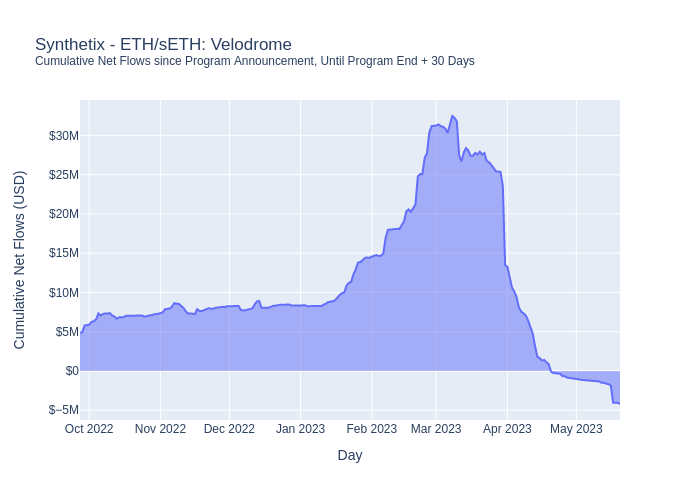 Synthetix - ETH/sETH: Velodrome
Cumulative Net Flows since Program Announcement, Until Program End + 30 Days
Cumulative Net Flows (USD)
$30M
$25M
$20M
$15M
$10M
$5M
$0
$−5M
Oct 2022
Nov 2022
Dec 2022
Jan 2023
Feb 2023
Mar 2023
Apr 2023
May 2023
Day